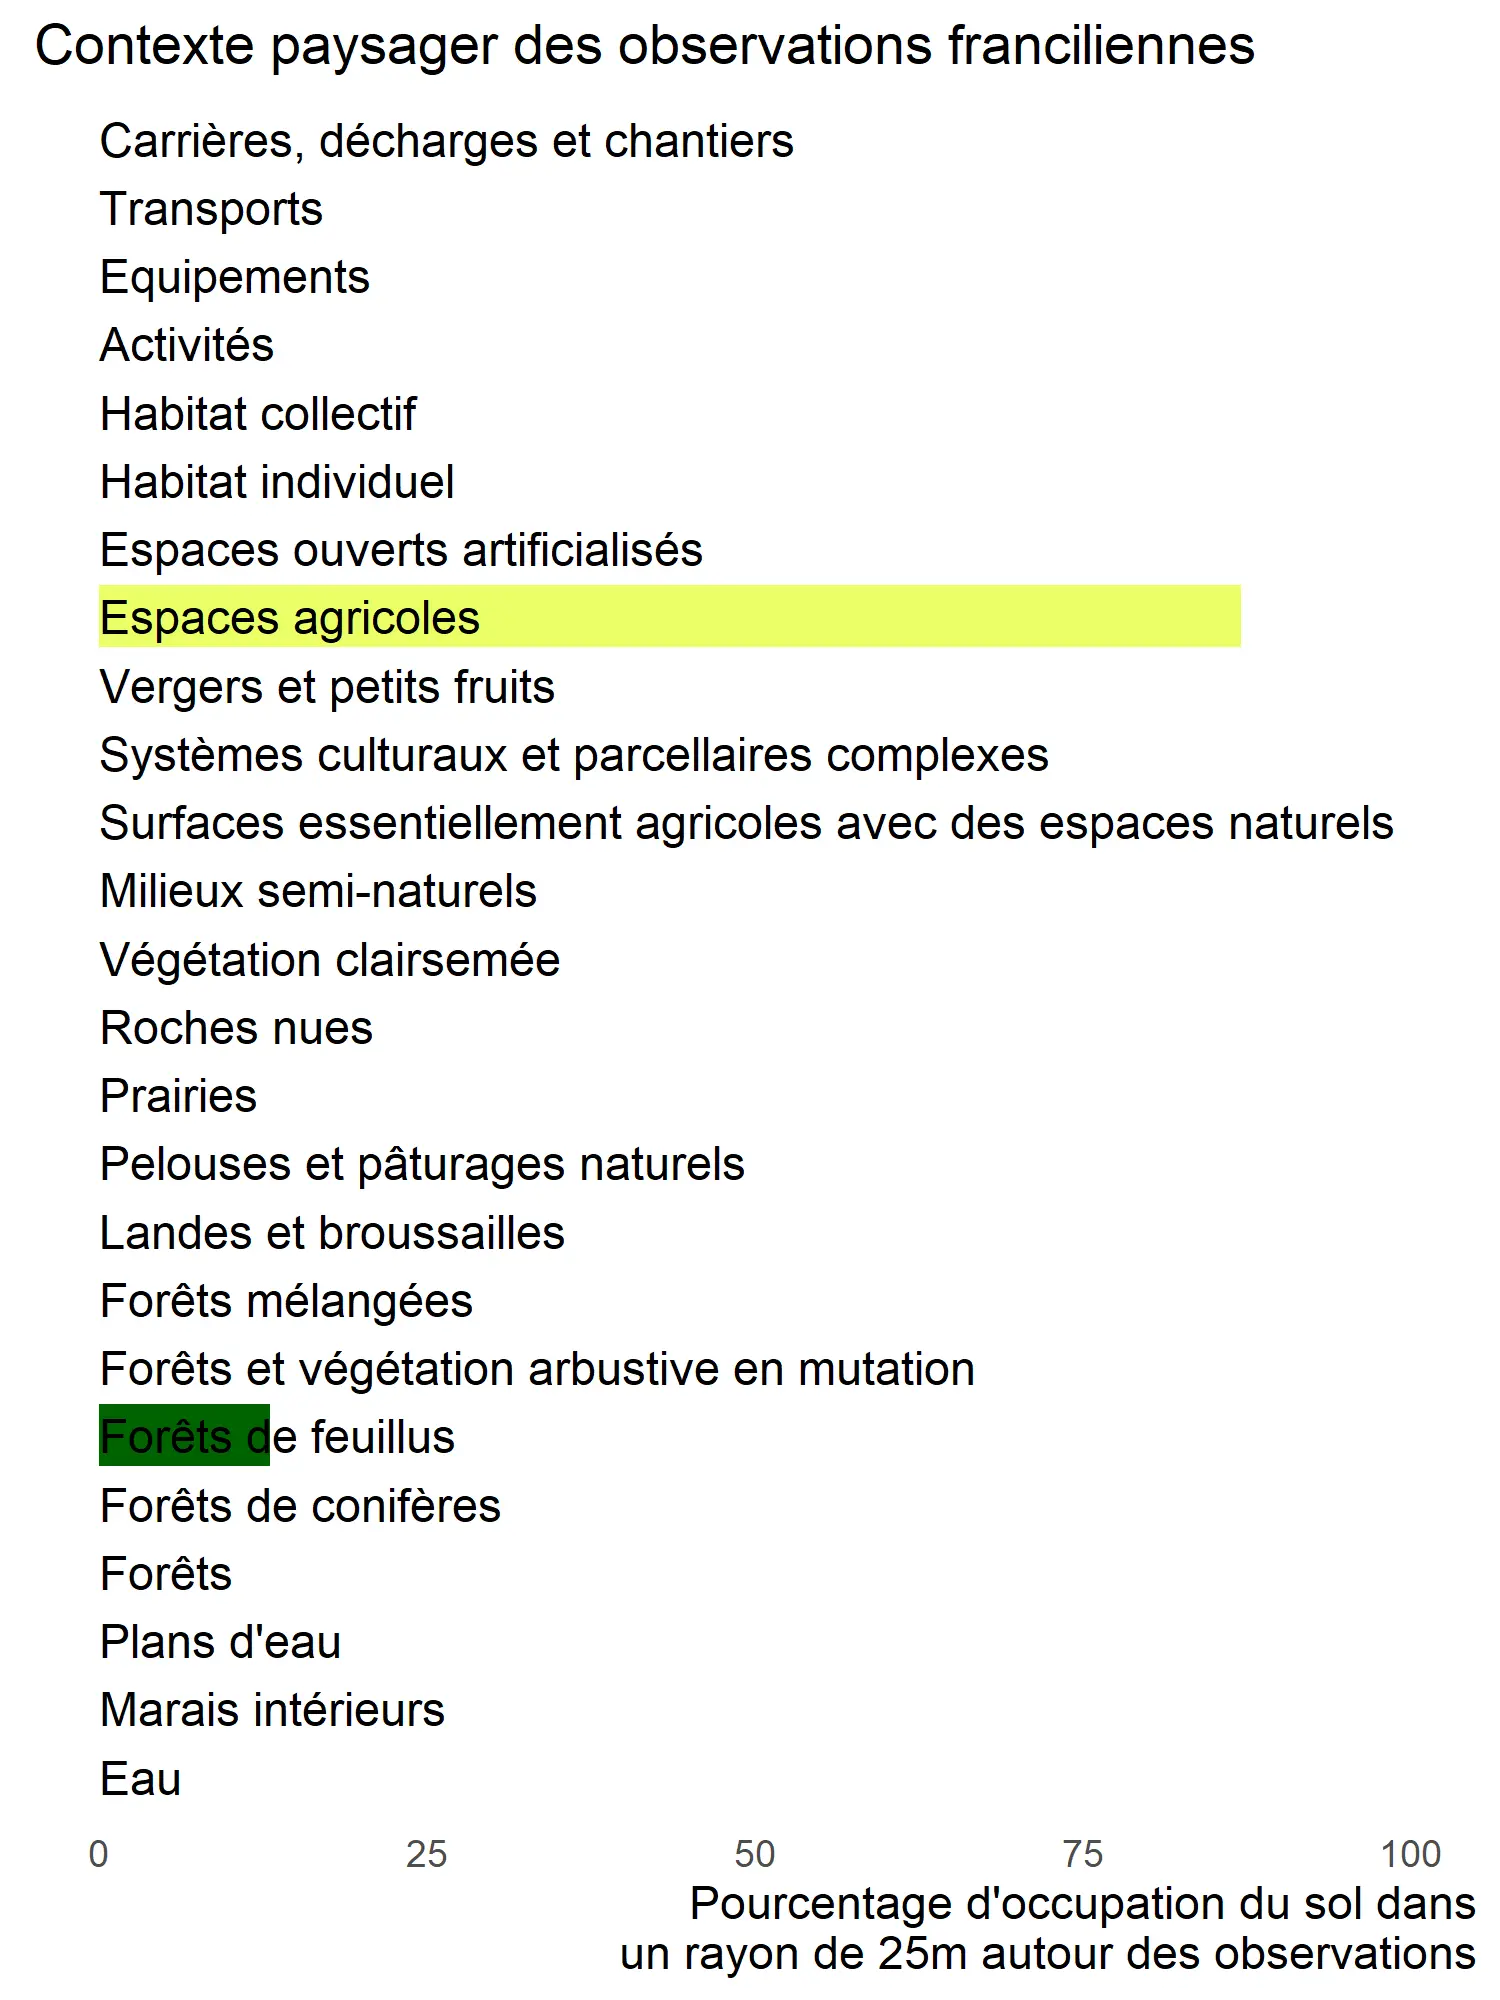 Contexte paysager des observations franciliennes
Carrières, décharges et chantiers
Transports
Equipements
Activités
Habitat collectif
Habitat individuel
Espaces ouverts artificialisés
Espaces agricoles
Vergers et petits fruits
Systèmes culturaux et parcellaires complexes
Surfaces essentiellement agricoles avec des espaces naturels
Milieux semi-naturels
Végétation clairsemée
Roches nues
Prairies
Pelouses et pâturages naturels
Landes et broussailles
Forêts mélangées
Forêts et végétation arbustive en mutation
Forêts de feuillus
Forêts de conifères
Forêts
Plans d'eau
Marais intérieurs
Eau
0 25 50 75 100
Pourcentage d'occupation du sol dans
un rayon de 25m autour des observations